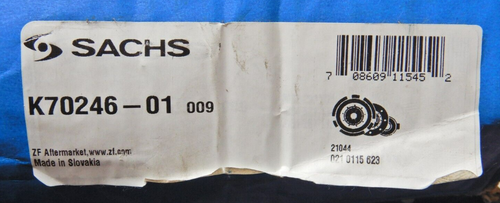 SACHS
K70246-01 009
ZF Aftermarket,www.zf.com
Made in Slovakia
7 08609 11545 2
21044
021 0115 623